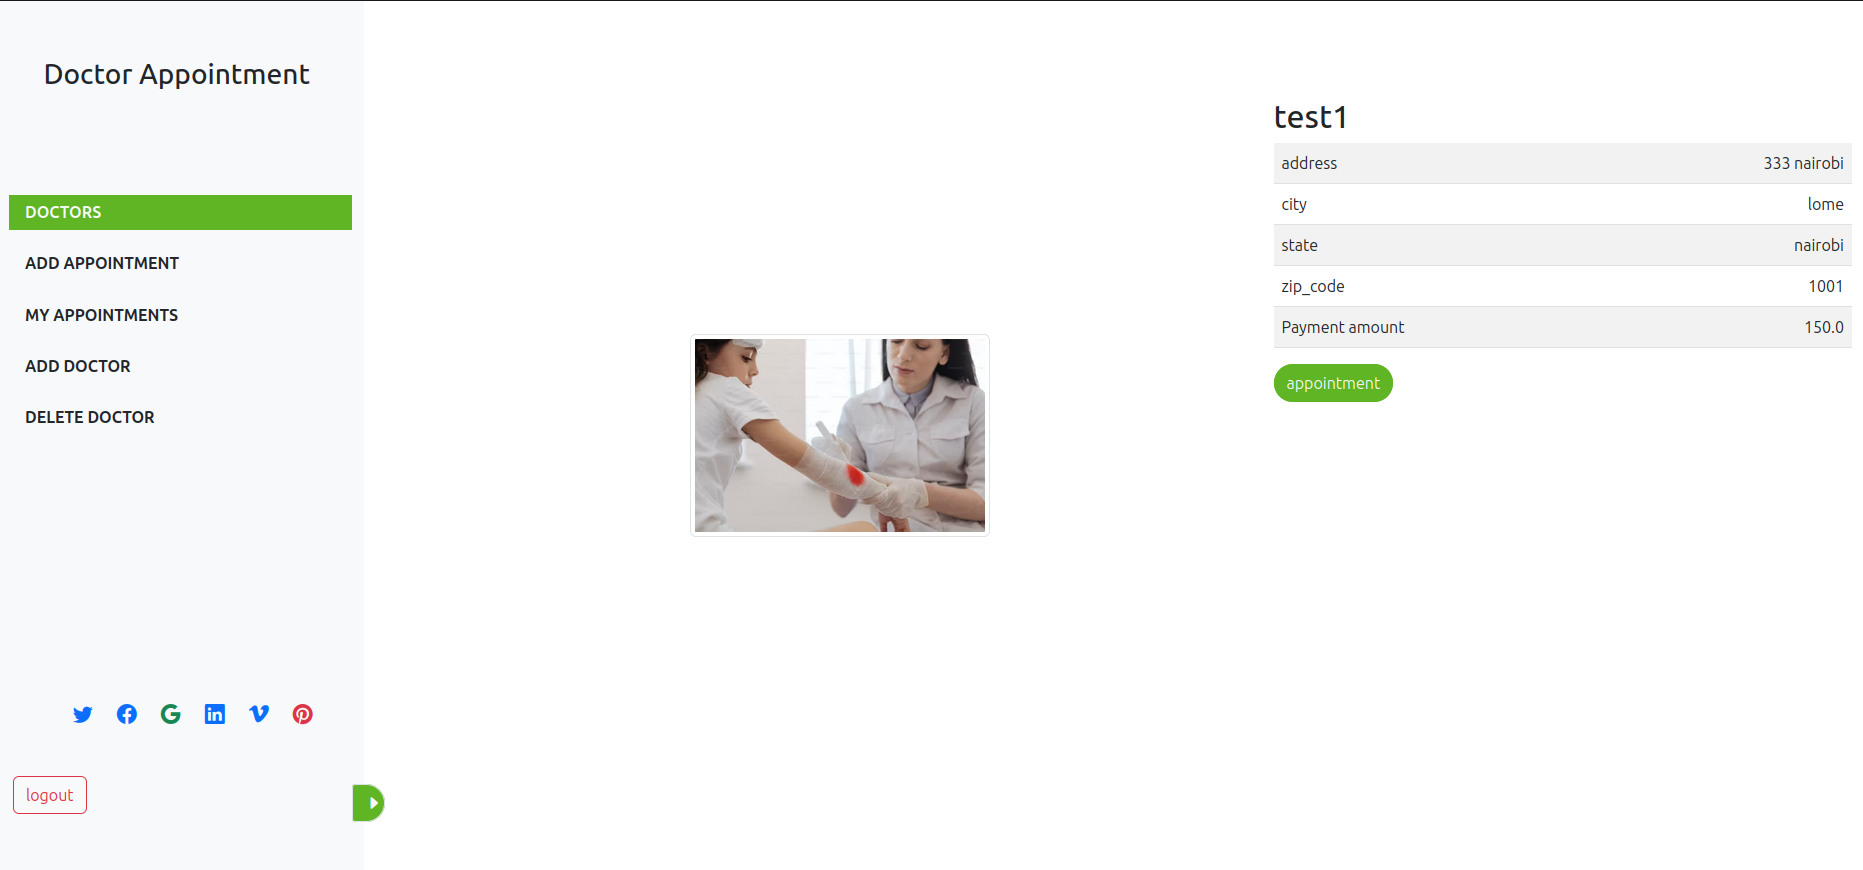 Doctor Appointment
DOCTORS
ADD APPOINTMENT
MY APPOINTMENTS
ADD DOCTOR
DELETE DOCTOR
logout
test1
address 333 nairobi
city lome
state nairobi
zip_code 1001
Payment amount 150.0
appointment